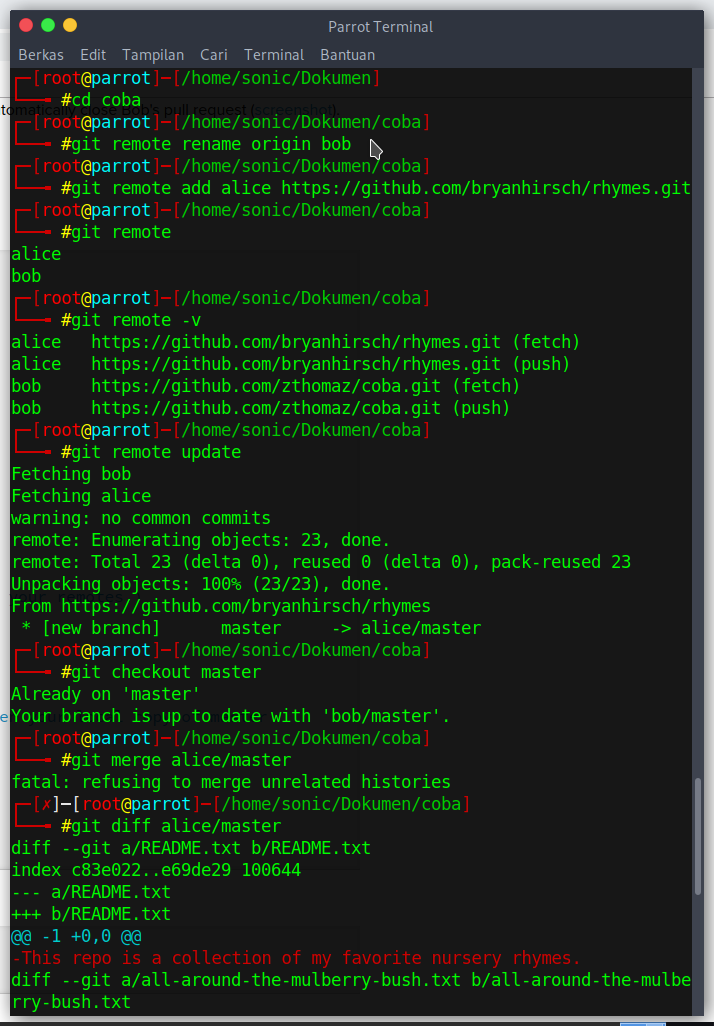 Parrot Terminal
Berkas Edit Tampilan Cari Terminal Bantuan
┌─[root@parrot]─[/home/sonic/Dokumen]
└──╼ #cd coba
┌─[root@parrot]─[/home/sonic/Dokumen/coba]
└──╼ #git remote rename origin bob
┌─[root@parrot]─[/home/sonic/Dokumen/coba]
└──╼ #git remote add alice https://github.com/bryanhirsch/rhymes.git
┌─[root@parrot]─[/home/sonic/Dokumen/coba]
└──╼ #git remote
alice
bob
┌─[root@parrot]─[/home/sonic/Dokumen/coba]
└──╼ #git remote -v
alice	https://github.com/bryanhirsch/rhymes.git (fetch)
alice	https://github.com/bryanhirsch/rhymes.git (push)
bob	https://github.com/zthomaz/coba.git (fetch)
bob	https://github.com/zthomaz/coba.git (push)
┌─[root@parrot]─[/home/sonic/Dokumen/coba]
└──╼ #git remote update
Fetching bob
Fetching alice
warning: no common commits
remote: Enumerating objects: 23, done.
remote: Total 23 (delta 0), reused 0 (delta 0), pack-reused 23
Unpacking objects: 100% (23/23), done.
From https://github.com/bryanhirsch/rhymes
 * [new branch]      master     -> alice/master
┌─[root@parrot]─[/home/sonic/Dokumen/coba]
└──╼ #git checkout master
Already on 'master'
Your branch is up to date with 'bob/master'.
┌─[root@parrot]─[/home/sonic/Dokumen/coba]
└──╼ #git merge alice/master
fatal: refusing to merge unrelated histories
┌─[✗]─[root@parrot]─[/home/sonic/Dokumen/coba]
└──╼ #git diff alice/master
diff --git a/README.txt b/README.txt
index c83e022..e69de29 100644
--- a/README.txt
+++ b/README.txt
@@ -1 +0,0 @@
-This repo is a collection of my favorite nursery rhymes.
diff --git a/all-around-the-mulberry-bush.txt b/all-around-the-mulbe
rry-bush.txt